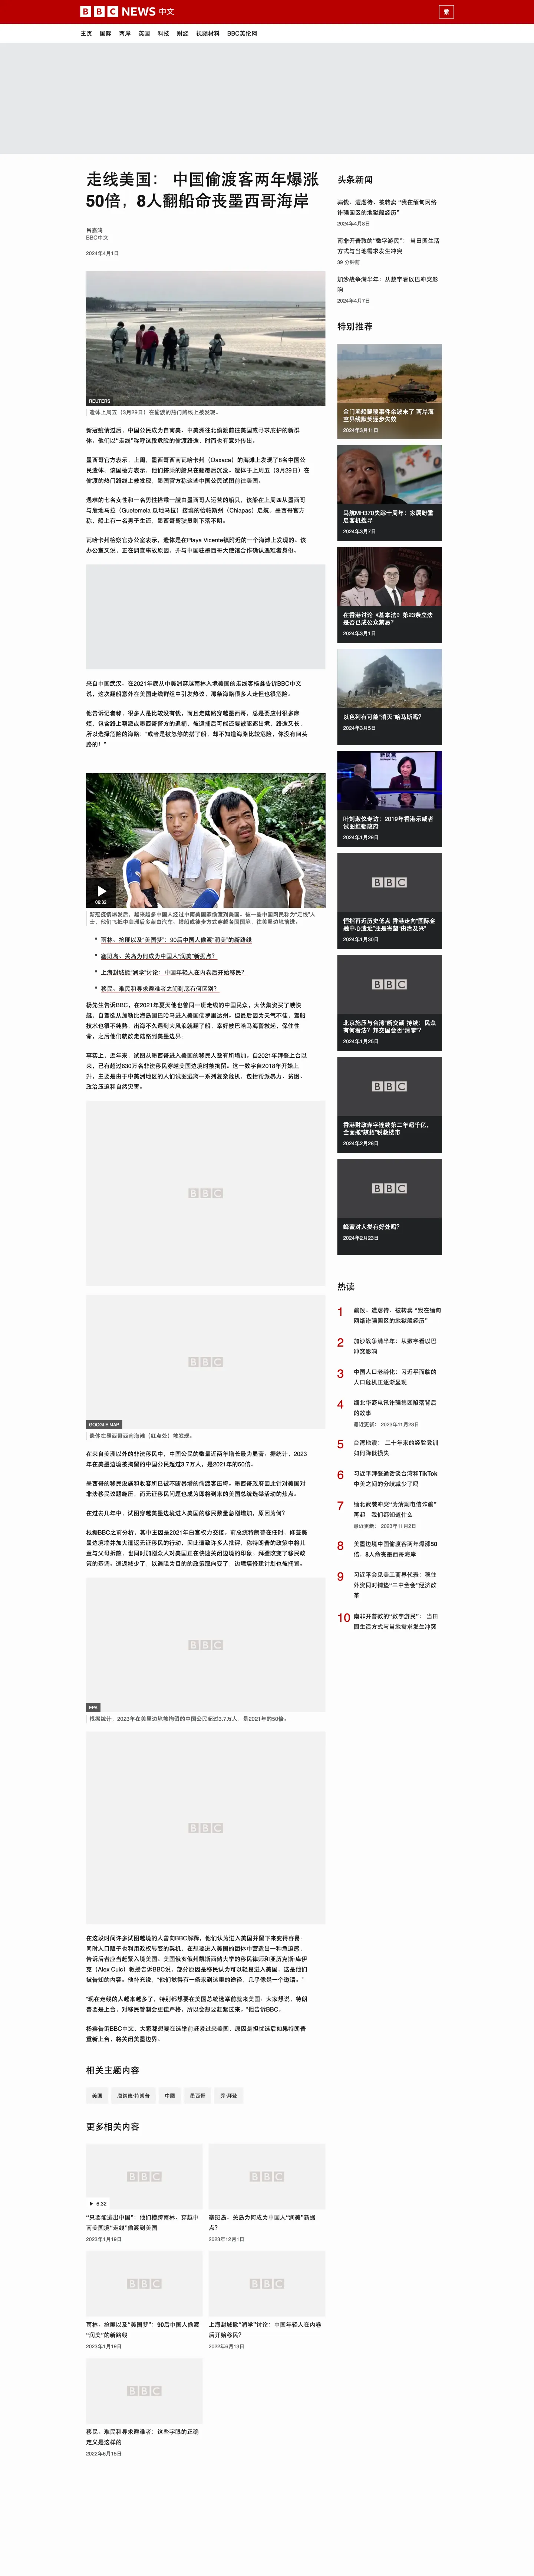 BBC NEWS 中文
繁
主页 国际 两岸 英国 科技 财经 视频材料 BBC英伦网
走线美国： 中国偷渡客两年爆涨
50倍，8人翻船命丧墨西哥海岸
吕嘉鸿
BBC中文
2024年4月1日
REUTERS
遗体上周五（3月29日）在偷渡的热门路线上被发现。
新冠疫情过后，中国公民成为自南美、中美洲往北偷渡前往美国或寻求庇护的新群
体。他们以“走线”称呼这段危险的偷渡路途，时而也有意外传出。
墨西哥官方表示，上周，墨西哥西南瓦哈卡州（Oaxaca）的海滩上发现了8名中国公
民遗体。该国检方表示，他们搭乘的船只在翻覆后沉没。遗体于上周五（3月29日）在
偷渡的热门路线上被发现，墨国官方称这些中国公民试图前往美国。
遇难的七名女性和一名男性搭乘一艘由墨西哥人运营的船只，该船在上周四从墨西哥
与危地马拉（Guetemela 瓜地马拉）接壤的恰帕斯州（Chiapas）启航。墨西哥官方
称，船上有一名男子生还，墨西哥驾驶员则下落不明。
瓦哈卡州检察官办公室表示，遗体是在Playa Vicente镇附近的一个海滩上发现的。该
办公室又说，正在调查事故原因，并与中国驻墨西哥大使馆合作确认遇难者身份。
来自中国武汉、在2021年底从中美洲穿越雨林入境美国的走线客杨鑫告诉BBC中文
说，这次翻船意外在美国走线群组中引发热议，那条海路很多人走但也很危险。
他告诉记者称，很多人是比较没有钱，而且走陆路穿越墨西哥，总是要应付很多麻
烦，包含路上帮派或墨西哥警方的追捕，被逮捕后可能还要被驱逐出境，路途又长，
所以选择危险的海路：“或者是被忽悠的搭了船，却不知道海路比较危险，你没有回头
路的！”
06:32
新冠疫情爆发后，越来越多中国人经过中南美国家偷渡到美国。被一些中国网民称为“走线”人
士，他们飞抵中美洲后多藉由汽车、搭船或徒步方式穿越各国国境，往美墨边境前进。
雨林、抢匪以及“美国梦”：90后中国人偷渡“润美”的新路线
塞班岛、关岛为何成为中国人“润美”新据点？
上海封城掀“润学”讨论：中国年轻人在内卷后开始移民？
移民、难民和寻求避难者之间到底有何区别？
杨先生告诉BBC，在2021年夏天他也曾同一班走线的中国民众，大伙集资买了艘快
艇，自驾欲从加勒比海岛国巴哈马进入美国佛罗里达州。但最后因为天气不佳，驾船
技术也很不纯熟，出海不久遇到大风浪就翻了船，幸好被巴哈马海警救起，保住性
命，之后他们就改走陆路到美墨边界。
事实上，近年来，试图从墨西哥进入美国的移民人数有所增加。自2021年拜登上台以
来，已有超过630万名非法移民穿越美国边境时被拘留。这一数字自2018年开始上
升，主要是由于中美洲地区的人们试图逃离一系列复杂危机，包括帮派暴力、贫困、
政治压迫和自然灾害。
BBC
BBC
GOOGLE MAP
遗体在墨西哥西南海滩（红点处）被发现。
在来自美洲以外的非法移民中，中国公民的数量近两年增长最为显著。据统计，2023
年在美墨边境被拘留的中国公民超过3.7万人，是2021年的50倍。
墨西哥的移民设施和收容所已被不断暴增的偷渡客压垮。墨西哥政府因此针对美国对
非法移民议题施压，而无证移民问题也成为即将到来的美国总统选举活动的焦点。
在过去几年中，试图穿越美墨边境进入美国的移民数量急剧增加，原因为何？
根据BBC之前分析，其中主因是2021年白宫权力交接。前总统特朗普在任时，修葺美
墨边境墙并加大遣返无证移民的行动，因此遭致许多人批评，称特朗普的政策中将儿
童与父母拆散，也同时加剧众人对美国正在快速关闭边境的印象。拜登改变了移民政
策的基调。遣返减少了，以遏阻为目的的政策取向变了，边境墙修建计划也被搁置。
BBC
EPA
根据统计，2023年在美墨边境被拘留的中国公民超过3.7万人，是2021年的50倍。
BBC
在这段时间许多试图越境的人曾向BBC解释，他们认为进入美国并留下来变得容易。
同时人口贩子也利用政权转变的契机，在想要进入美国的团体中营造出一种急迫感，
告诉后者应当赶紧入境美国。美国俄亥俄州凯斯西储大学的移民律师和亚历克斯·库伊
克（Alex Cuic）教授告诉BBC说，部分原因是移民认为可以轻易进入美国，这是他们
被告知的内容。他补充说，“他们觉得有一条来到这里的途径，几乎像是一个邀请。”
“现在走线的人越来越多了，特别都想要在美国总统选举前就来美国。大家想说，特朗
普要是上台，对移民管制会更佳严格，所以会想要赶紧过来。”他告诉BBC。
杨鑫告诉BBC中文，大家都想要在选举前赶紧过来美国，原因是担忧选后如果特朗普
重新上台，将关闭美墨边界。
相关主题内容
美国 唐纳德·特朗普 中國 墨西哥 乔·拜登
更多相关内容
BBC
6:32
“只要能逃出中国”：他们横跨雨林、穿越中
南美国境“走线”偷渡到美国
2023年1月19日
BBC
塞班岛、关岛为何成为中国人“润美”新据
点？
2023年12月1日
BBC
雨林、抢匪以及“美国梦”：90后中国人偷渡
“润美”的新路线
2023年1月19日
BBC
上海封城掀“润学”讨论：中国年轻人在内卷
后开始移民？
2022年6月13日
BBC
移民、难民和寻求避难者：这些字眼的正确
定义是这样的
2022年6月15日
头条新闻
骗钱、遭虐待、被转卖 “我在缅甸网络
诈骗园区的地狱般经历”
2024年4月8日
南非开普敦的“数字游民”： 当田园生活
方式与当地需求发生冲突
39 分钟前
加沙战争满半年：从数字看以巴冲突影
响
2024年4月7日
特别推荐
金门渔船翻覆事件余波未了 两岸海
空界线默契逐步失效
2024年3月11日
马航MH370失踪十周年：家属盼重
启客机搜寻
2024年3月7日
在香港讨论《基本法》第23条立法
是否已成公众禁忌？
2024年3月1日
以色列有可能“消灭”哈马斯吗？
2024年3月5日
叶刘淑仪专访：2019年香港示威者
试图推翻政府
2024年1月29日
BBC
恒指再近历史低点 香港走向“国际金
融中心遗址”还是寄望“由治及兴”
2024年1月30日
BBC
北京施压与台湾“断交潮”持续：民众
有何看法？邦交国会否“清零”？
2024年1月25日
BBC
香港财政赤字连续第二年超千亿，
全面撤“辣招”税救楼市
2024年2月28日
BBC
蜂蜜对人类有好处吗？
2024年2月23日
热读
1 骗钱、遭虐待、被转卖 “我在缅甸
网络诈骗园区的地狱般经历”
2 加沙战争满半年：从数字看以巴
冲突影响
3 中国人口老龄化：习近平面临的
人口危机正逐渐显现
4 缅北华裔电讯诈骗集团陷落背后
的故事
最近更新： 2023年11月23日
5 台湾地震： 二十年来的经验教训
如何降低损失
6 习近平拜登通话谈台湾和TikTok
中美之间的分歧减少了吗
7 缅北武装冲突“为清剿电信诈骗”
再起 我们都知道什么
最近更新： 2023年11月2日
8 美墨边境中国偷渡客两年爆涨50
倍，8人命丧墨西哥海岸
9 习近平会见美工商界代表：稳住
外资同时铺垫“三中全会”经济改
革
10 南非开普敦的“数字游民”： 当田
园生活方式与当地需求发生冲突